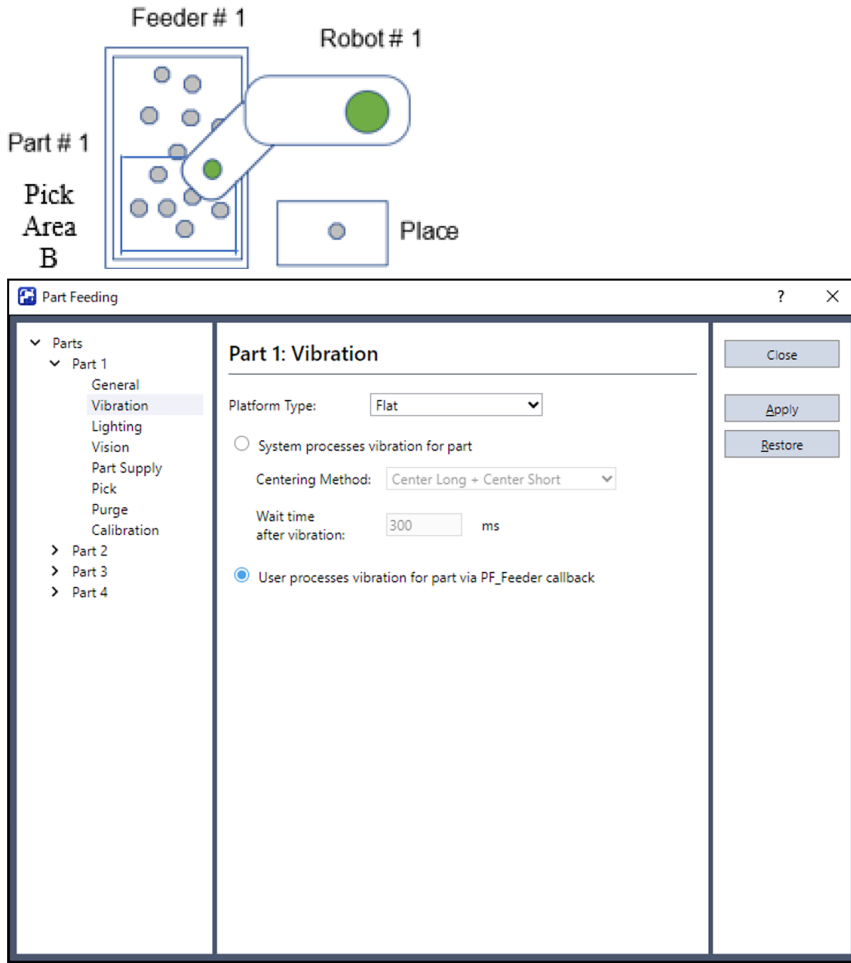 Feeder # 1
Robot # 1
Part # 1
Pick
Area
B
Place
Part Feeding
?
Parts
Part 1
General
Vibration
Lighting
Vision
Part Supply
Pick
Purge
Calibration
Part 2
Part 3
Part 4
Part 1: Vibration
Platform Type: Flat
System processes vibration for part
Centering Method: Center Long + Center Short
Wait time
after vibration: 300 ms
User processes vibration for part via PF_Feeder callback
Close
Apply
Restore